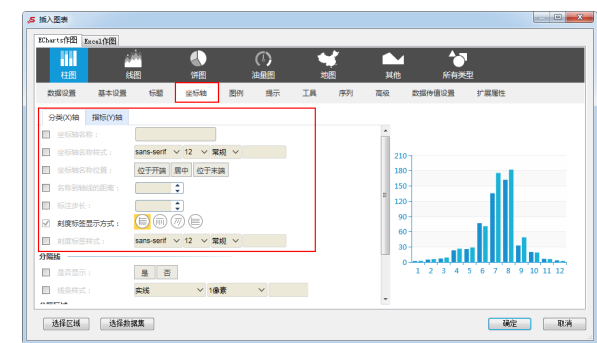 插入图表
ECharts作图 Excel作图
柱图 线图 饼图 油量图 地图 其他 所有类型
数据设置 基本设置 标题 坐标轴 图例 提示 工具 序列 高级 数据传值设置 扩展属性
分类(X)轴 指标(Y)轴
坐标轴名称：
坐标轴名称样式： sans-serif 12 常规
坐标轴名称位置： 位于开端 居中 位于末端
名称到轴线的距离：
标注步长：
刻度标签显示方式：
刻度标签样式： sans-serif 12 常规
分隔线
是否显示： 是 否
线条样式： 实线 1像素
210
180
150
120
90
60
30
0
1 2 3 4 5 6 7 8 9 10 11 12
选择区域 选择数据集 确定 取消